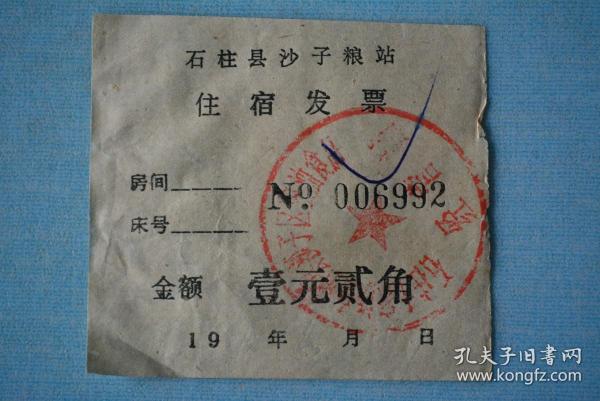 石柱县沙子粮站
住宿发票
房间
№ 006992
床号
金额 壹元贰角
19 年 月 日
孔夫子旧书网
www.kongfz.com